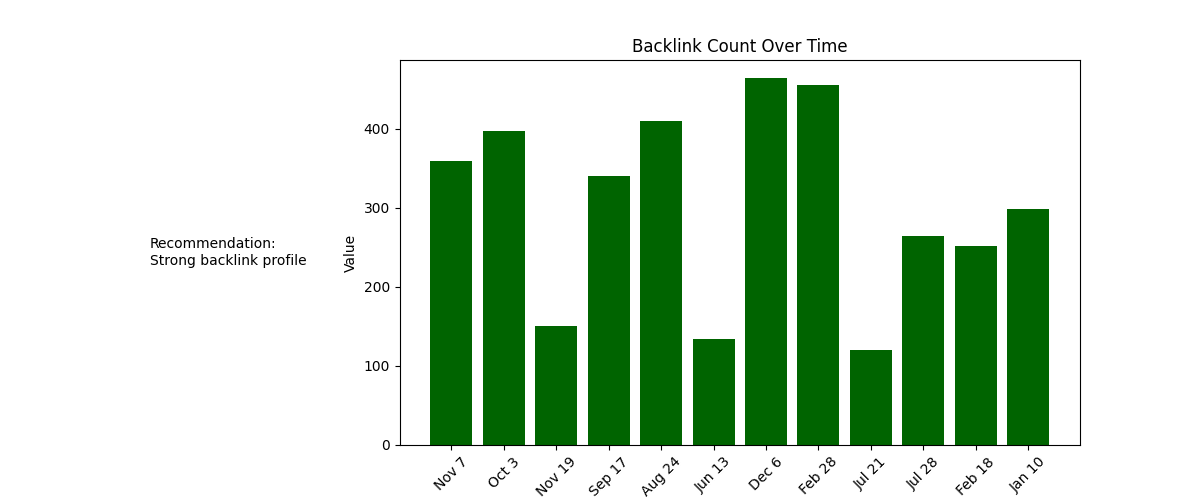 Backlink Count Over Time
Recommendation:
Strong backlink profile
Value
400
300
200
100
0
Nov 7
Oct 3
Nov 19
Sep 17
Aug 24
Jun 13
Dec 6
Feb 28
Jul 21
Jul 28
Feb 18
Jan 10